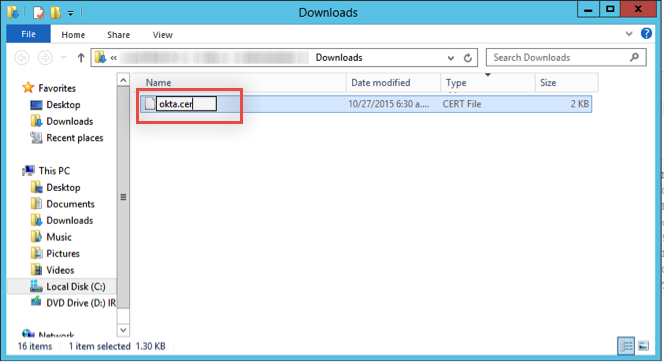 Downloads
File Home Share View
« Downloads Search Downloads
Name Date modified Type Size
okta.cer 10/27/2015 6:30 a.... CERT File 2 KB
Favorites
Desktop
Downloads
Recent places
This PC
Desktop
Documents
Downloads
Music
Pictures
Videos
Local Disk (C:)
DVD Drive (D:) IR
Network
16 items 1 item selected 1.30 KB